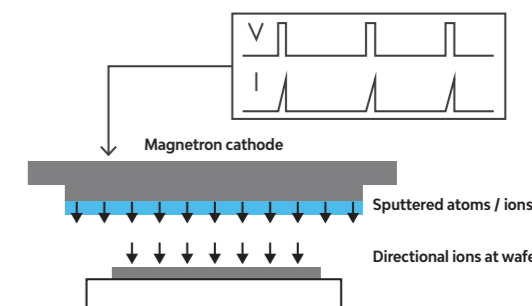 V
I
Magnetron cathode
Sputtered atoms / ions
Directional ions at wafe